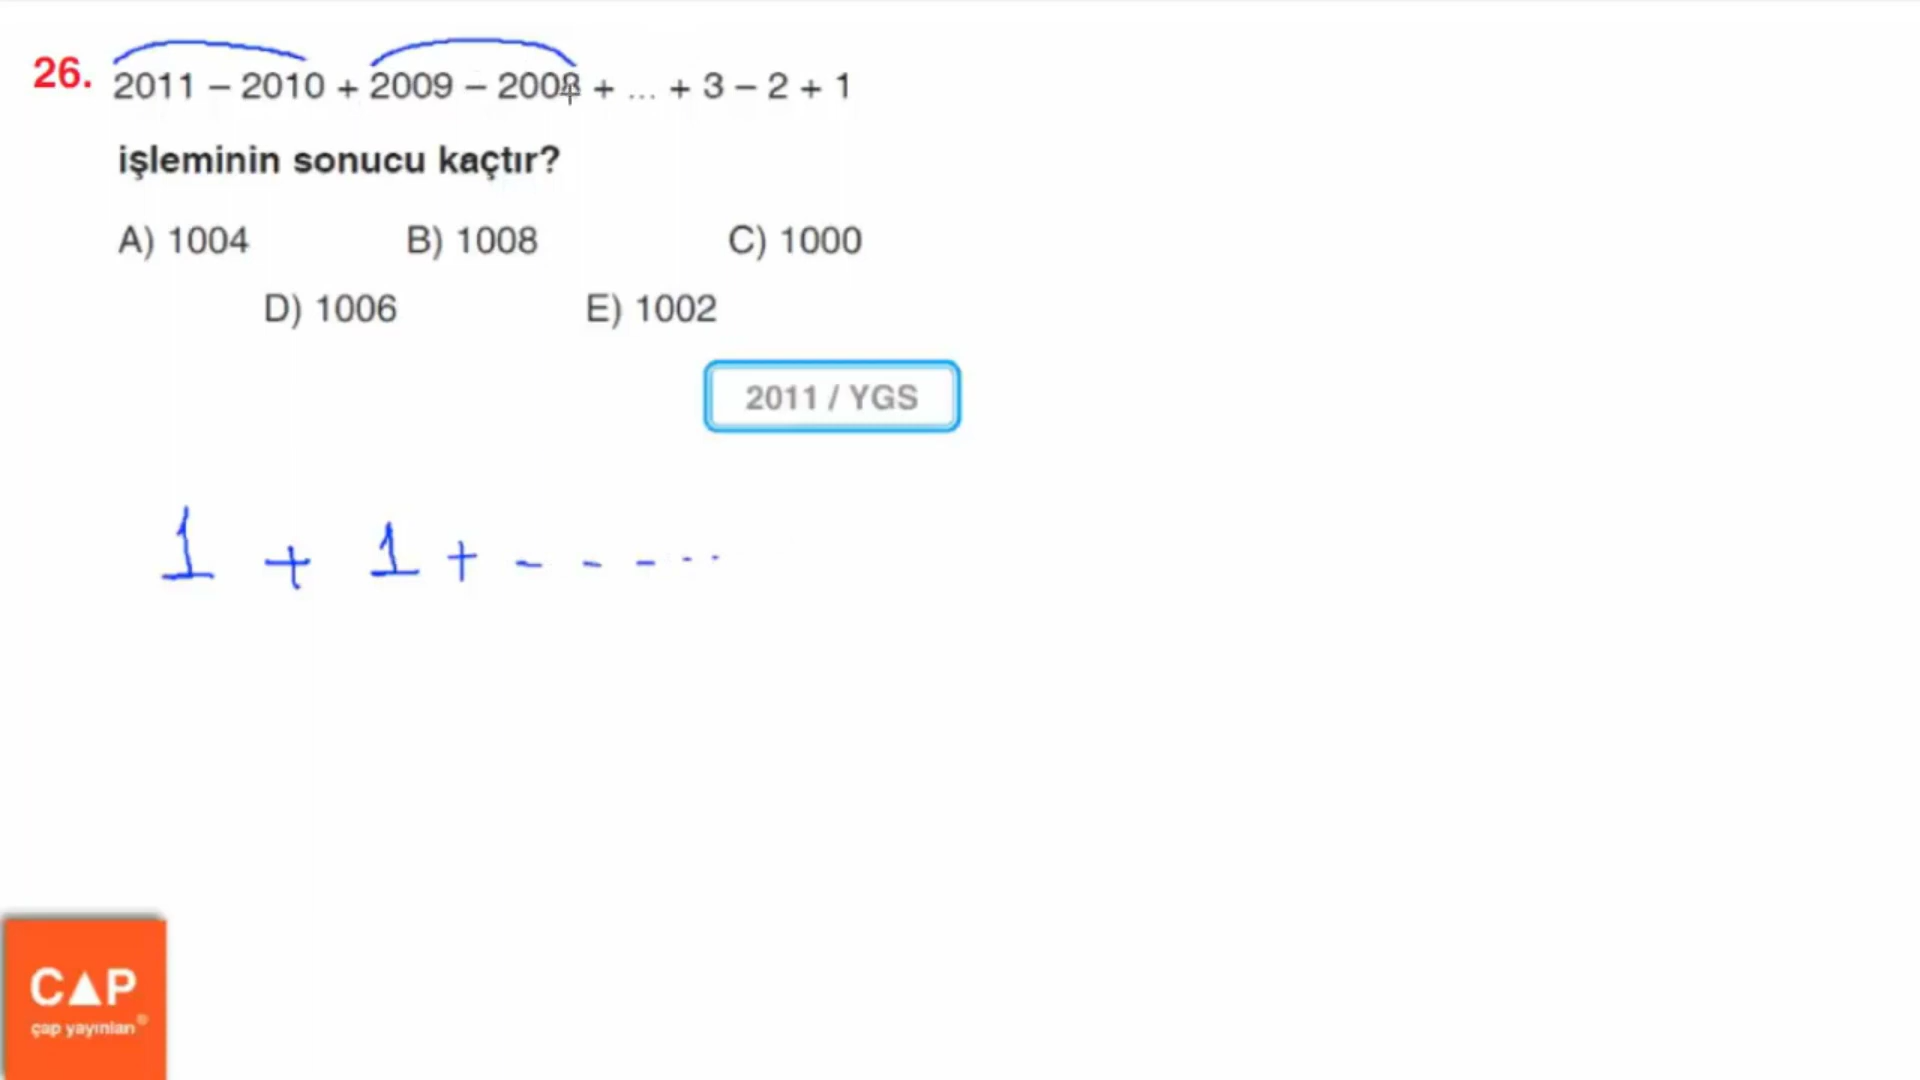 26. 2011 – 2010 + 2009 – 2008 + ... + 3 – 2 + 1
işleminin sonucu kaçtır?
A) 1004 B) 1008 C) 1000
D) 1006 E) 1002
2011 / YGS
1 + 1 + - - - . .
CAP
çap yayınları®